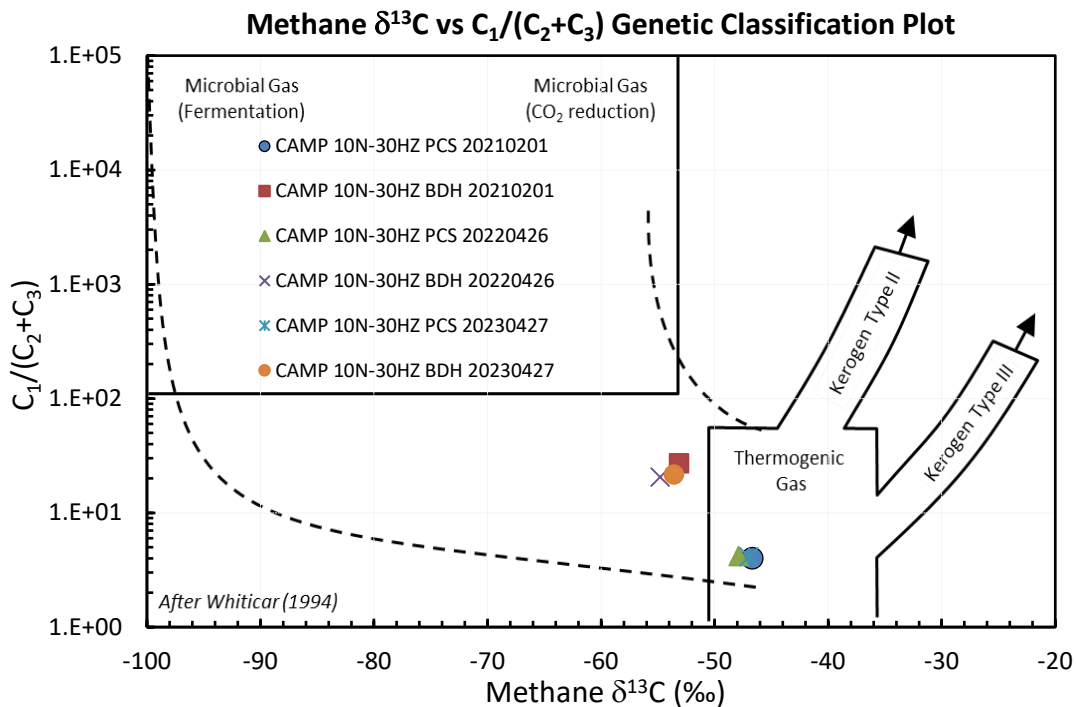 Methane δ¹³C vs C₁/(C₂+C₃) Genetic Classification Plot
C₁/(C₂+C₃)
1.E+05
1.E+04
1.E+03
1.E+02
1.E+01
1.E+00
Microbial Gas
(Fermentation)
Microbial Gas
(CO₂ reduction)
CAMP 10N-30HZ PCS 20210201
CAMP 10N-30HZ BDH 20210201
CAMP 10N-30HZ PCS 20220426
CAMP 10N-30HZ BDH 20220426
CAMP 10N-30HZ PCS 20230427
CAMP 10N-30HZ BDH 20230427
Kerogen Type II
Kerogen Type III
Thermogenic
Gas
After Whiticar (1994)
-100 -90 -80 -70 -60 -50 -40 -30 -20
Methane δ¹³C (‰)